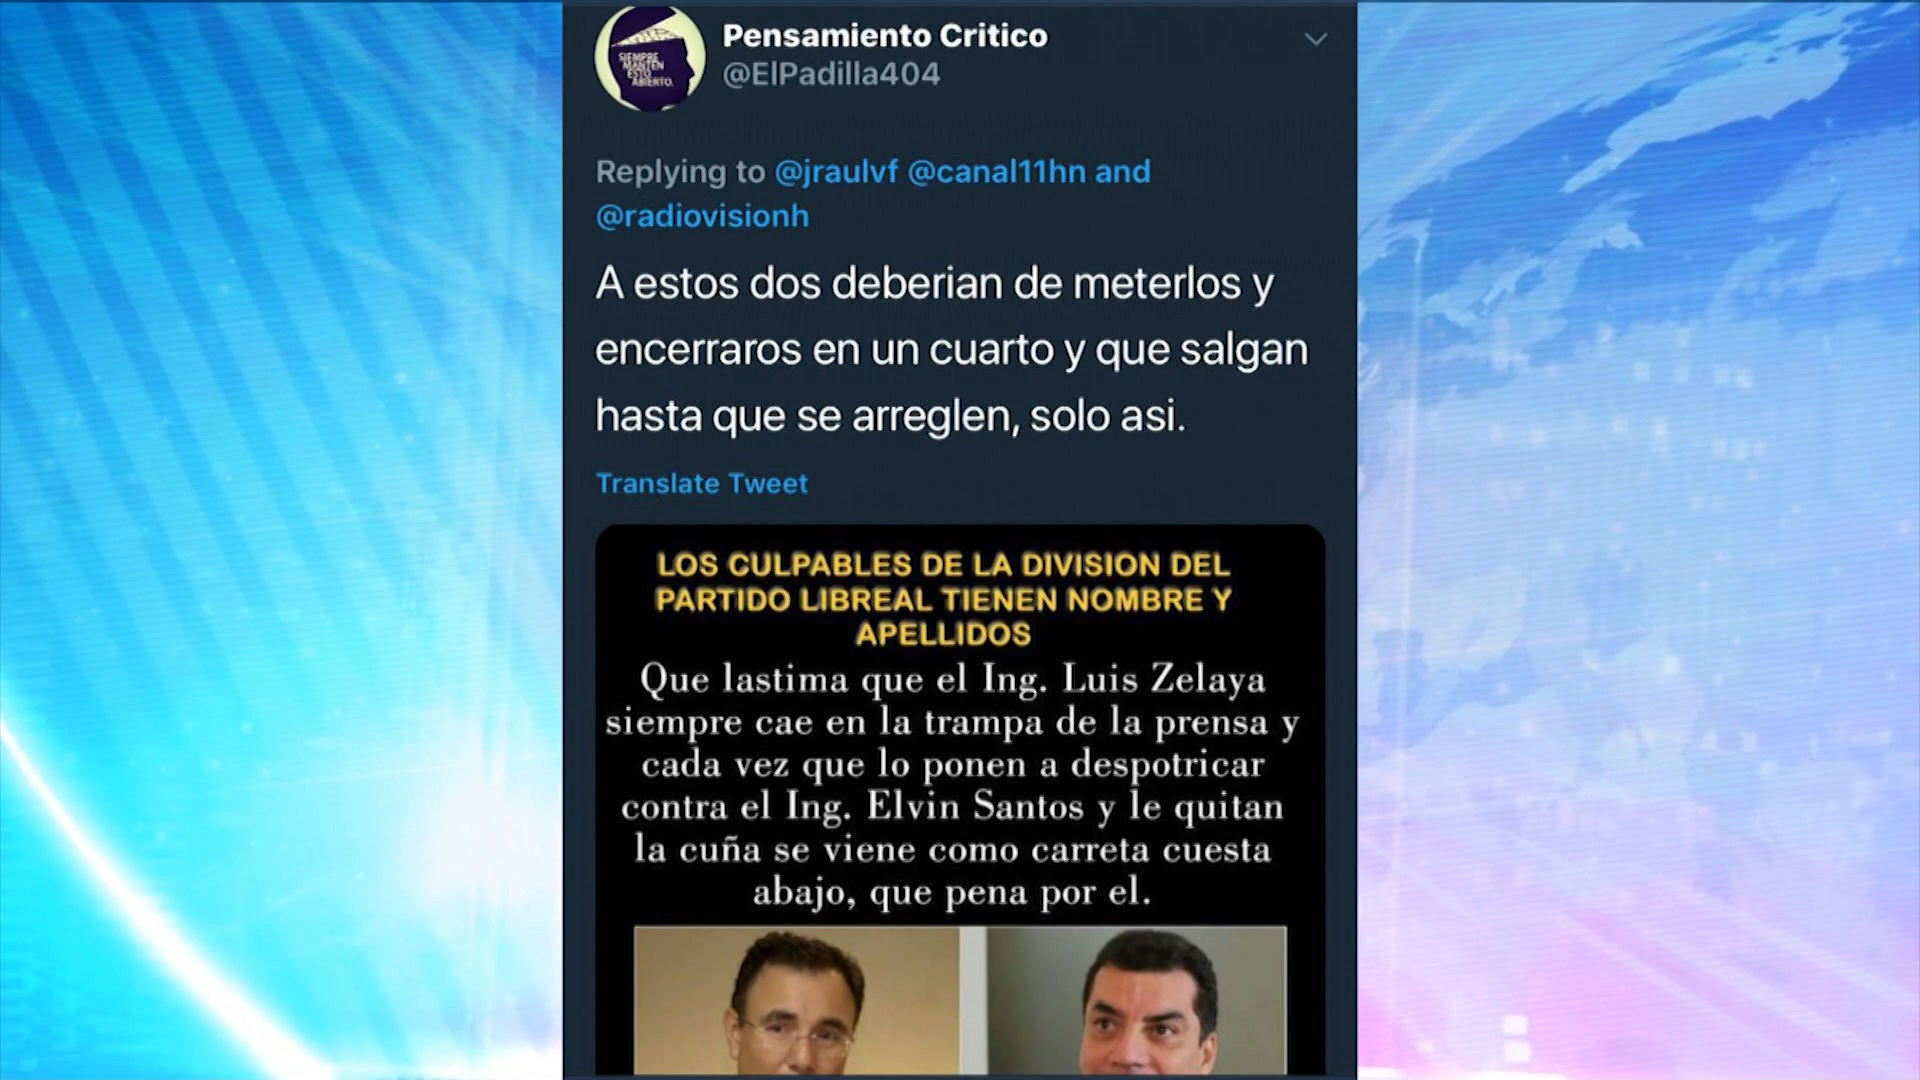 Pensamiento Critico
@ElPadilla404
SIEMPRE
MANTEN
ESTO
ABIERTO.
Replying to @jraulvf @canal11hn and
@radiovisionh
A estos dos deberian de meterlos y
encerraros en un cuarto y que salgan
hasta que se arreglen, solo asi.
Translate Tweet
LOS CULPABLES DE LA DIVISION DEL
PARTIDO LIBREAL TIENEN NOMBRE Y
APELLIDOS
Que lastima que el Ing. Luis Zelaya
siempre cae en la trampa de la prensa y
cada vez que lo ponen a despotricar
contra el Ing. Elvin Santos y le quitan
la cuña se viene como carreta cuesta
abajo, que pena por el.